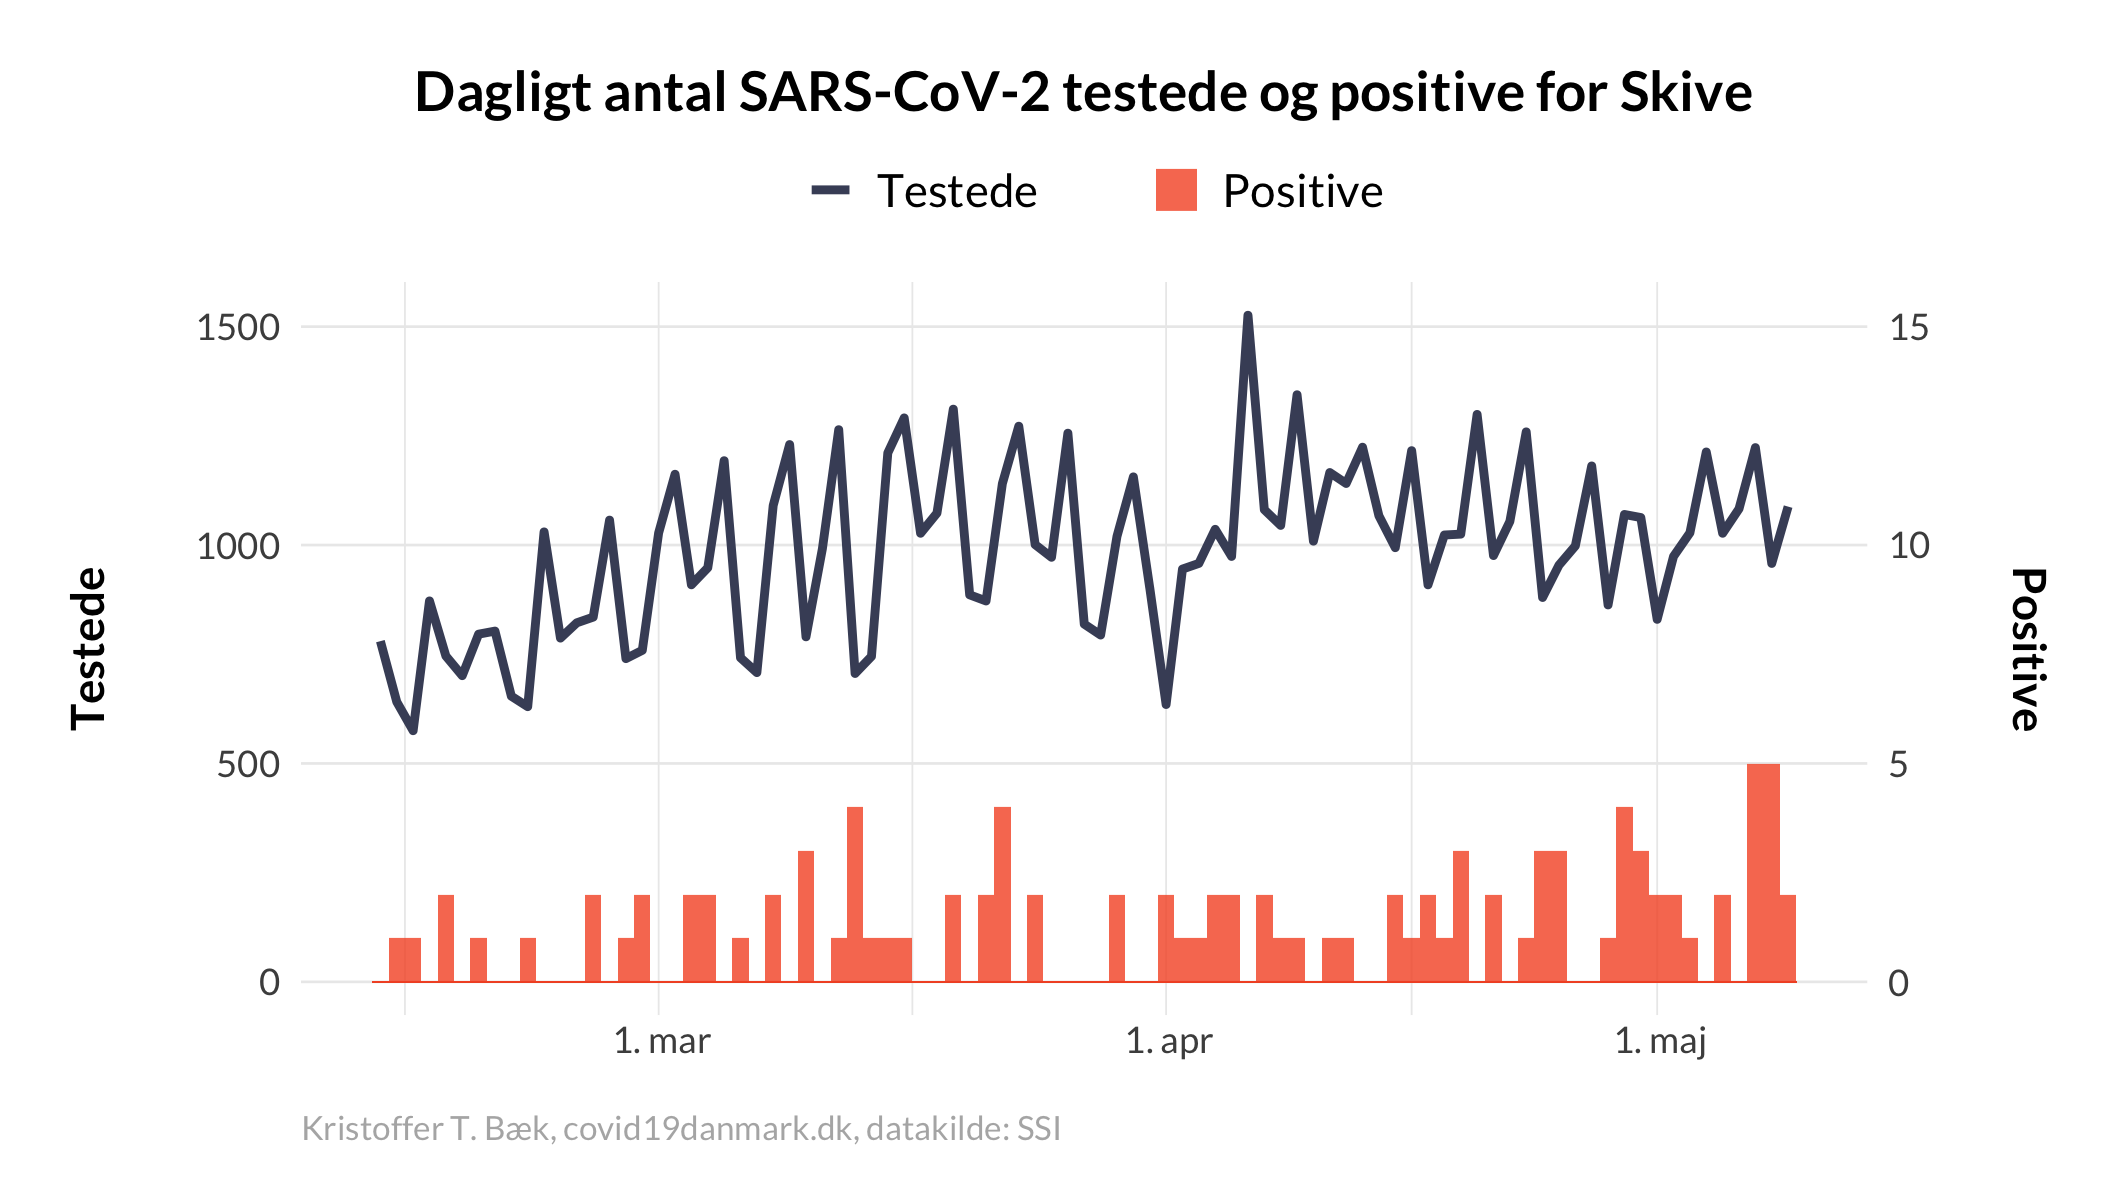 Dagligt antal SARS-CoV-2 testede og positive for Skive
Testede
Positive
1500
15
1000
10
500
5
0
0
Testede
Positive
1. mar
1. apr
1. maj
Kristoffer T. Bæk, covid19danmark.dk, datakilde: SSI